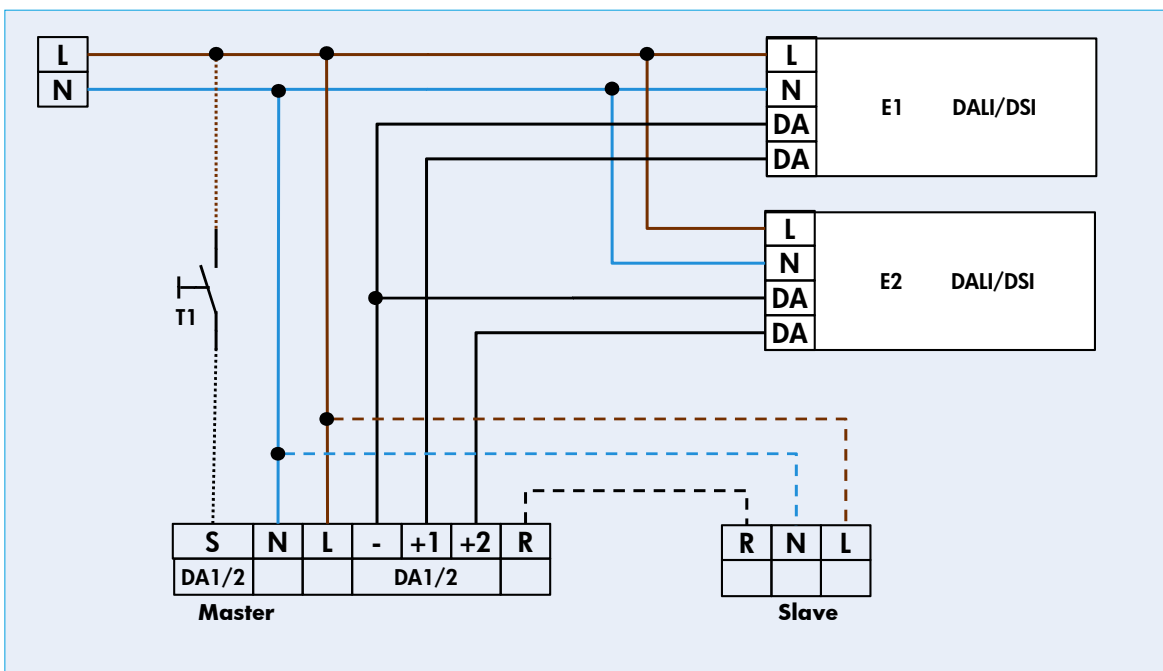 L
N
L
N
DA
DA
E1 DALI/DSI
L
N
DA
DA
E2 DALI/DSI
T1
S N L - +1 +2 R
DA1/2 DA1/2
Master
R N L
Slave